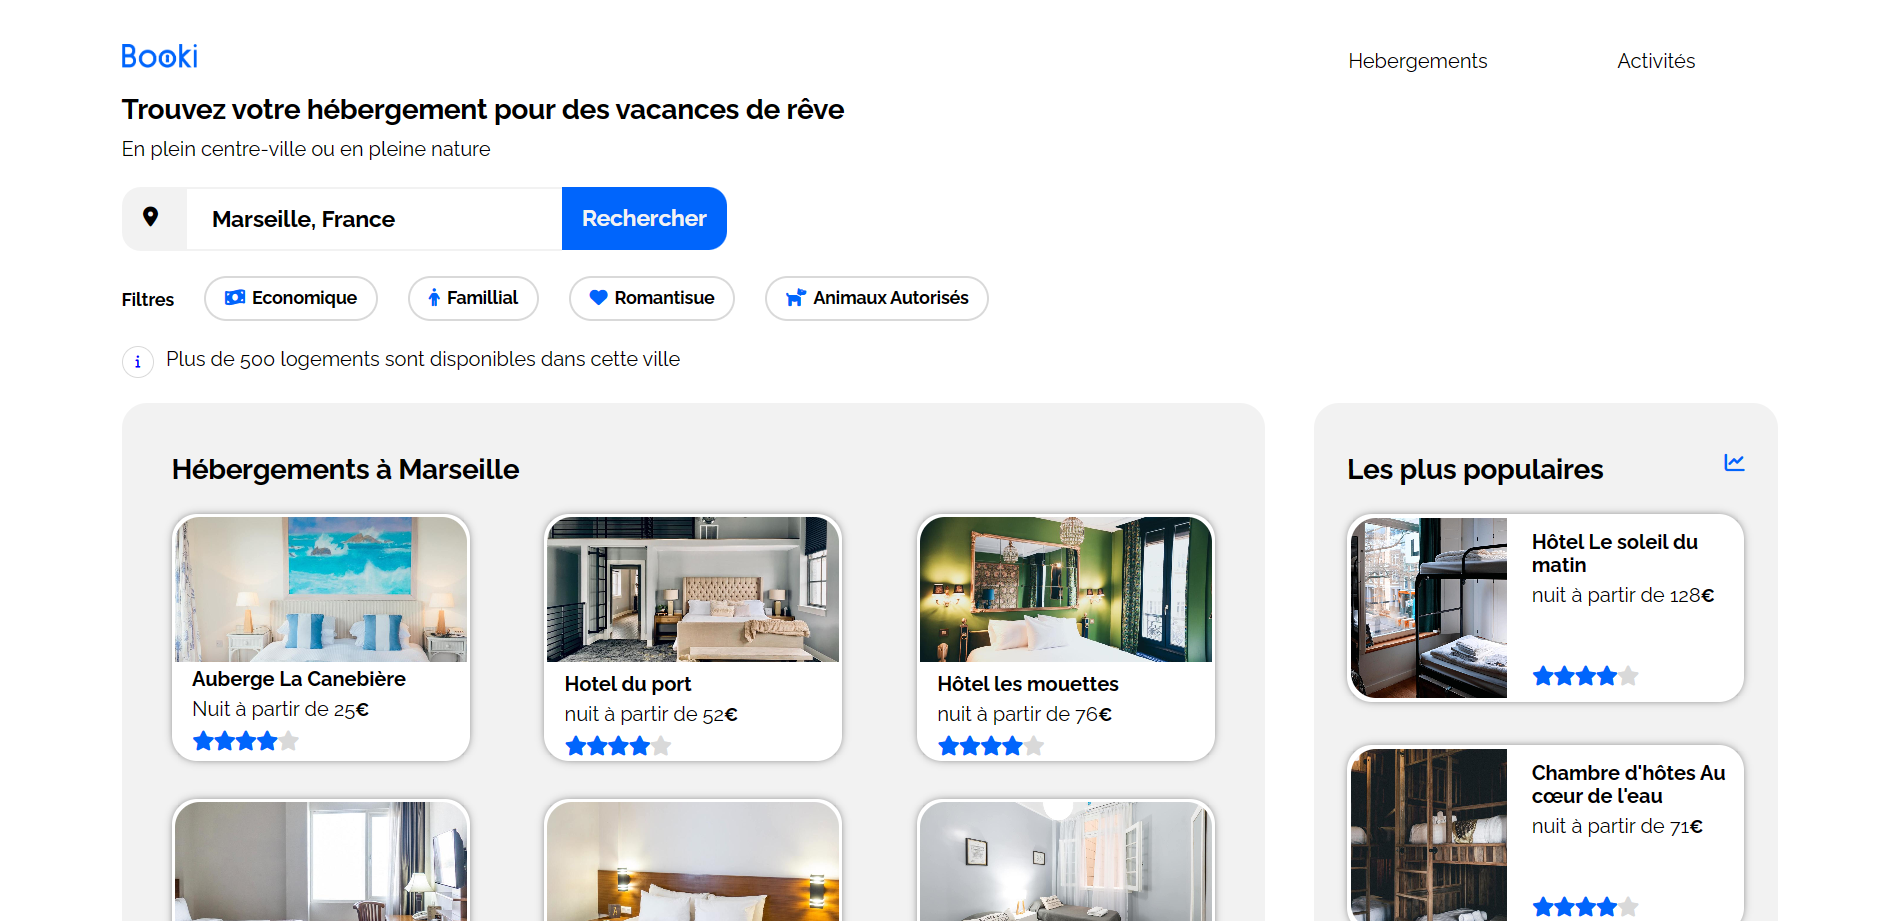 Booki
Hebergements
Activités
Trouvez votre hébergement pour des vacances de rêve
En plein centre-ville ou en pleine nature
Marseille, France
Rechercher
Filtres
Economique
Famillial
Romantisue
Animaux Autorisés
Plus de 500 logements sont disponibles dans cette ville
Hébergements à Marseille
Auberge La Canebière
Nuit à partir de 25€
Hotel du port
nuit à partir de 52€
Hôtel les mouettes
nuit à partir de 76€
Les plus populaires
Hôtel Le soleil du
matin
nuit à partir de 128€
Chambre d'hôtes Au
cœur de l'eau
nuit à partir de 71€